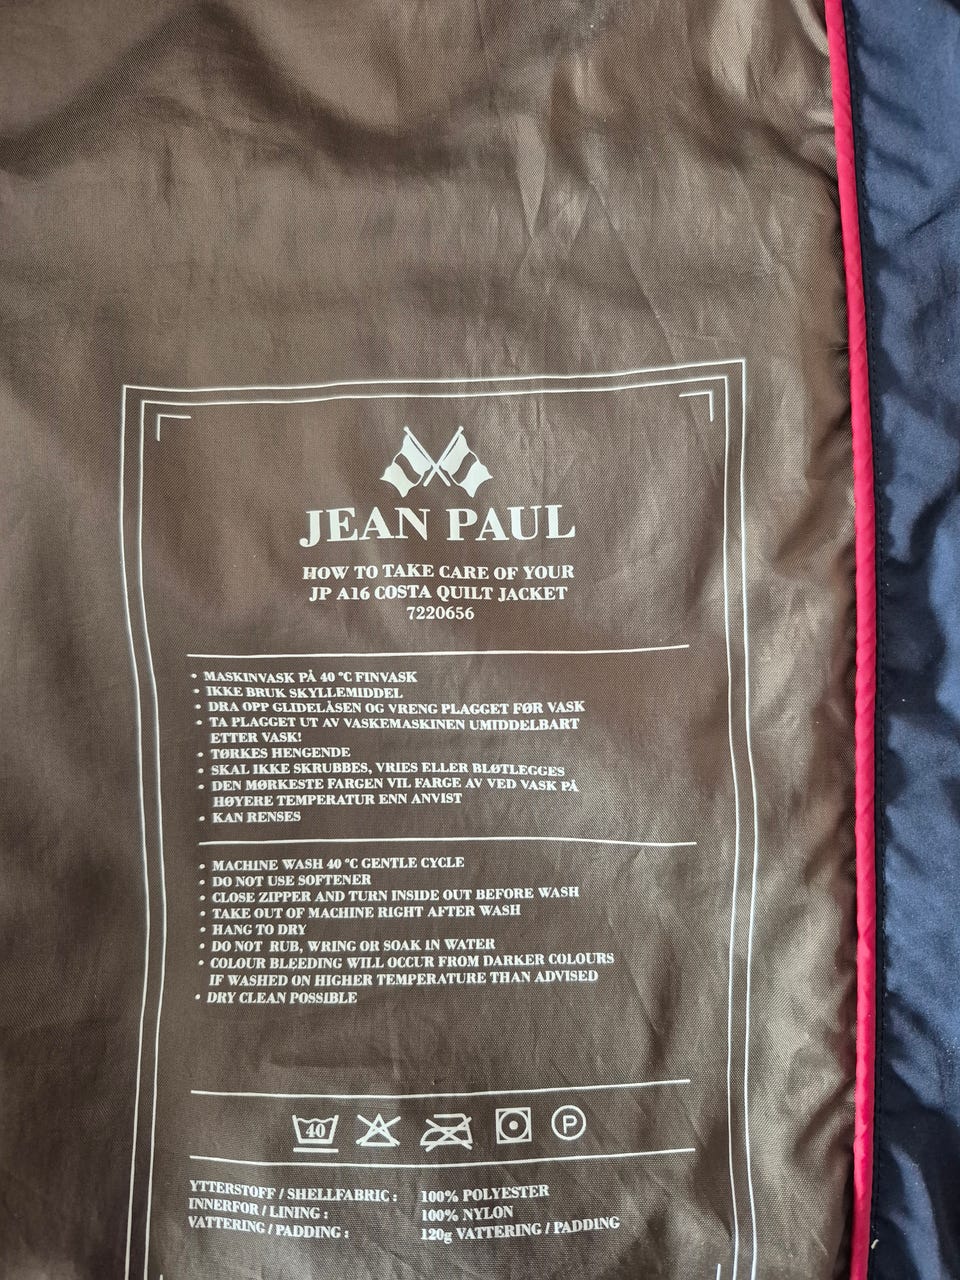 JEAN PAUL
HOW TO TAKE CARE OF YOUR
JP A16 COSTA QUILT JACKET
7220656
• MASKINVASK PÅ 40 °C FINVASK
• IKKE BRUK SKYLLEMIDDEL
• DRA OPP GLIDELÅSEN OG VRENG PLAGGET FØR VASK
• TA PLAGGET UT AV VASKEMASKINEN UMIDDELBART
ETTER VASK!
• TØRKES HENGENDE
• SKAL IKKE SKRUBBES, VRIES ELLER BLØTLEGGES
• DEN MØRKESTE FARGEN VIL FARGE AV VED VASK PÅ
HØYERE TEMPERATUR ENN ANVIST
• KAN RENSES
• MACHINE WASH 40 °C GENTLE CYCLE
• DO NOT USE SOFTENER
• CLOSE ZIPPER AND TURN INSIDE OUT BEFORE WASH
• TAKE OUT OF MACHINE RIGHT AFTER WASH
• HANG TO DRY
• DO NOT RUB, WRING OR SOAK IN WATER
• COLOUR BLEEDING WILL OCCUR FROM DARKER COLOURS
IF WASHED ON HIGHER TEMPERATURE THAN ADVISED
• DRY CLEAN POSSIBLE
40 P
YTTERSTOFF / SHELLFABRIC : 100% POLYESTER
INNERFOR / LINING : 100% NYLON
VATTERING / PADDING : 120g VATTERING / PADDING